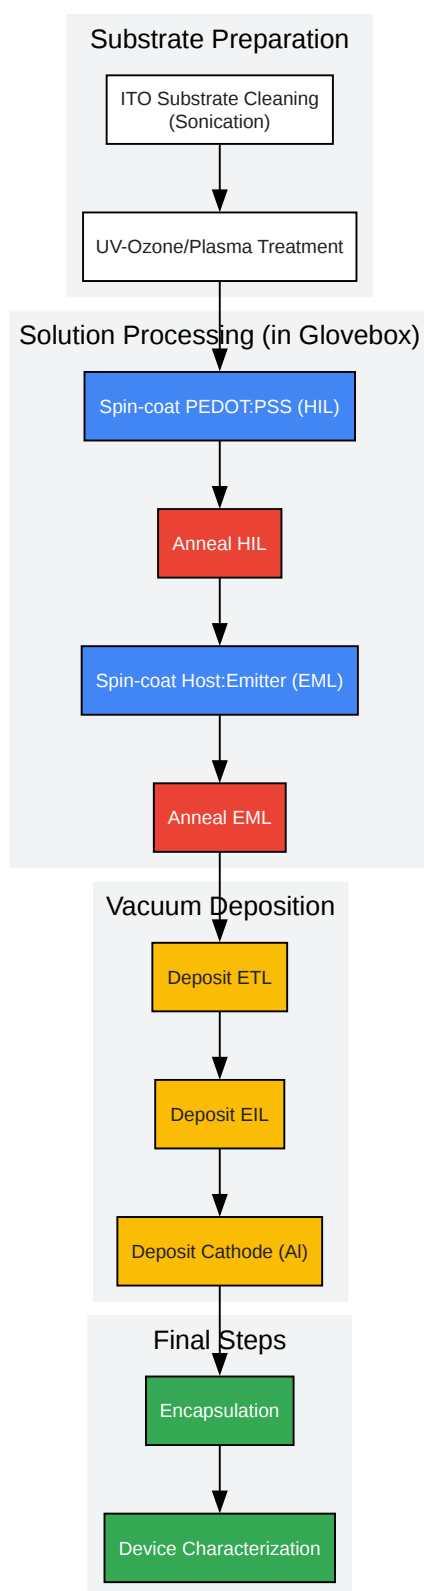 Substrate Preparation
ITO Substrate Cleaning
(Sonication)
UV-Ozone/Plasma Treatment
Solution Processing (in Glovebox)
Spin-coat PEDOT:PSS (HIL)
Anneal HIL
Spin-coat Host:Emitter (EML)
Anneal EML
Vacuum Deposition
Deposit ETL
Deposit EIL
Deposit Cathode (Al)
Final Steps
Encapsulation
Device Characterization